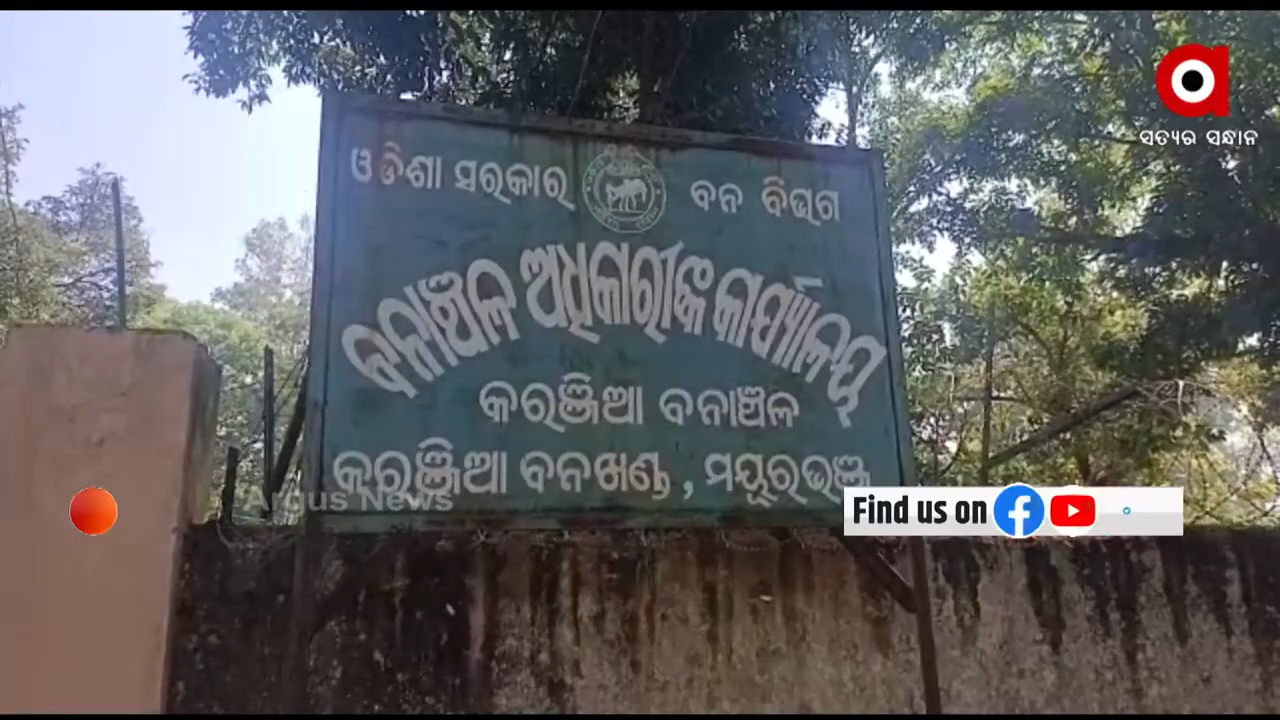 ସତ୍ୟର ସନ୍ଧାନ
ଓଡିଶା ସରକାର ବନ ବିଭାଗ
ବନାଞ୍ଚଳ ଅଧିକାରୀଙ୍କ କାର୍ଯ୍ୟାଳୟ
କରଞ୍ଜିଆ ବନାଞ୍ଚଳ
କରଞ୍ଜିଆ ବନଖଣ୍ଡ, ମୟୂରଭଞ୍ଜ
Argus News
Find us on